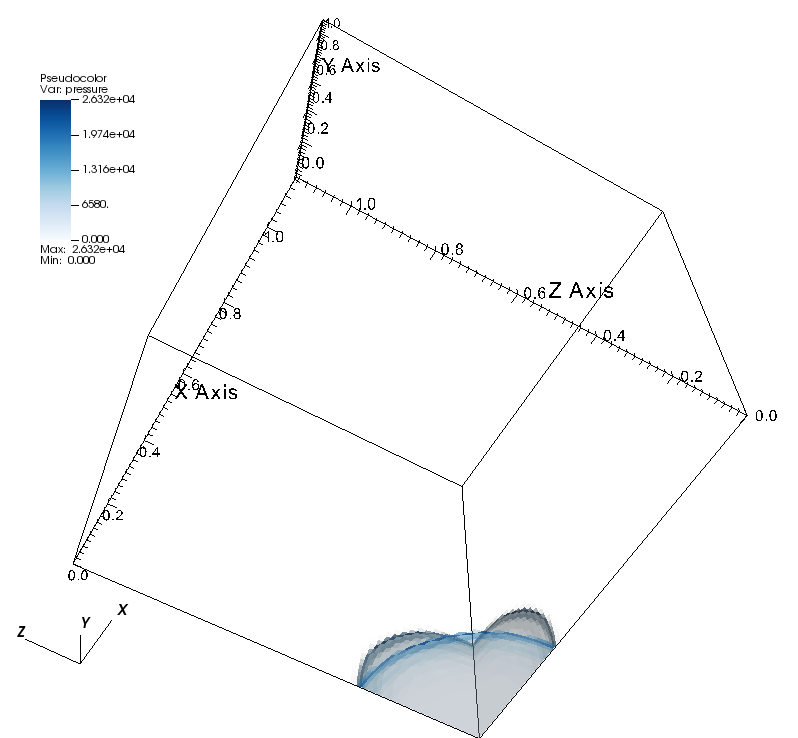 Pseudocolor
Var: pressure
2.632e+04
1.974e+04
1.316e+04
6580.
0.000
Max: 2.632e+04
Min: 0.000
1.0
0.8
0.6
Y Axis
0.4
0.2
0.0
1.0
0.8
0.6
Z Axis
0.4
0.2
0.0
1.0
0.8
0.6
X Axis
0.4
0.2
0.0
X
Y
Z